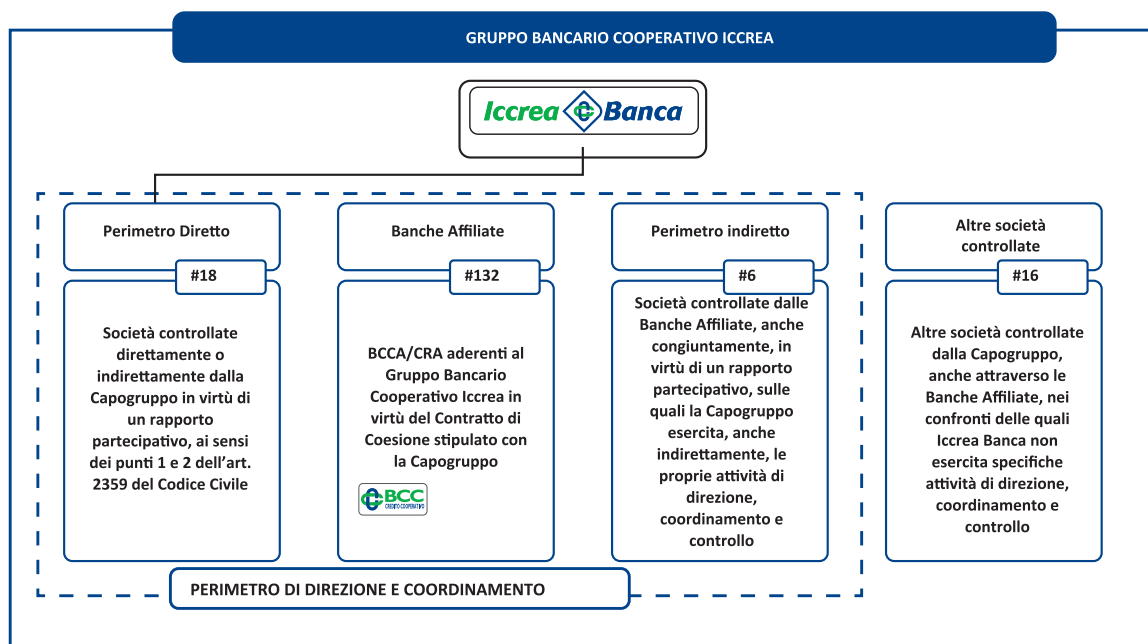 GRUPPO BANCARIO COOPERATIVO ICCREA
Iccrea Banca
Perimetro Diretto
#18
Società controllate
direttamente o
indirettamente dalla
Capogruppo in virtù di
un rapporto
partecipativo, ai sensi
dei punti 1 e 2 dell'art.
2359 del Codice Civile
Banche Affiliate
#132
BCCA/CRA aderenti al
Gruppo Bancario
Cooperativo Iccrea in
virtù del Contratto di
Coesione stipulato con
la Capogruppo
BCC
CREDITO COOPERATIVO
Perimetro indiretto
#6
Società controllate dalle
Banche Affiliate, anche
congiuntamente, in
virtù di un rapporto
partecipativo, sulle
quali la Capogruppo
esercita, anche
indirettamente, le
proprie attività di
direzione,
coordinamento e
controllo
Altre società
controllate
#16
Altre società controllate
dalla Capogruppo,
anche attraverso le
Banche Affiliate, nei
confronti delle quali
Iccrea Banca non
esercita specifiche
attività di direzione,
coordinamento e
controllo
PERIMETRO DI DIREZIONE E COORDINAMENTO